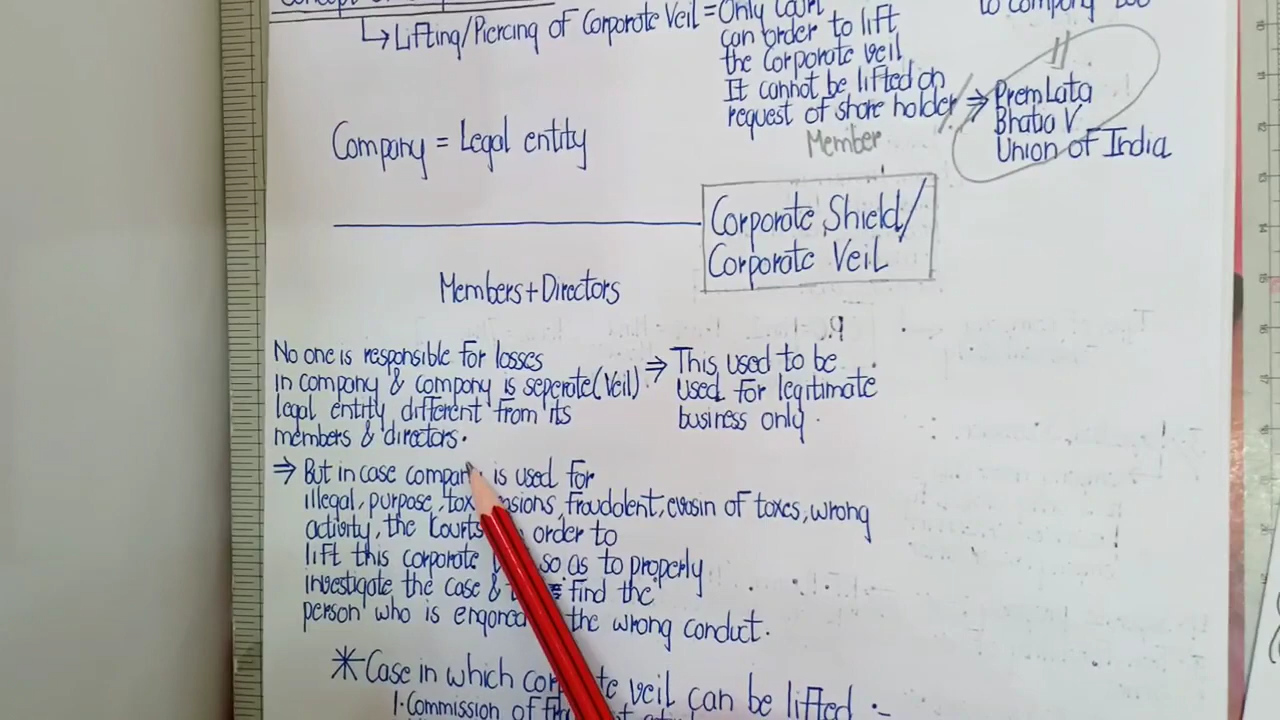 Lifting/Piercing of Corporate Veil = Only Court
can order to lift
the Corporate veil
It cannot be lifted on
request of share holder
Member
to company too
⇒ PremLata
Bhatia V
Union of India
Company = Legal entity
Corporate Shield/
Corporate Veil
Members+Directors
No one is responsible for losses
in company & company is seperate(Veil)
legal entity different from its
members & directors.
⇒ This used to be
used for legitimate
business only.
⇒ But in case company is used for
illegal, purpose, tax fraudolent, evosin of taxes, wrong
activity, the Courts order to
lift this corporate so as to properly
investigate the case & find the
person who is the wrong conduct.
* Case in which veil can be lifted :-
1. Commission of